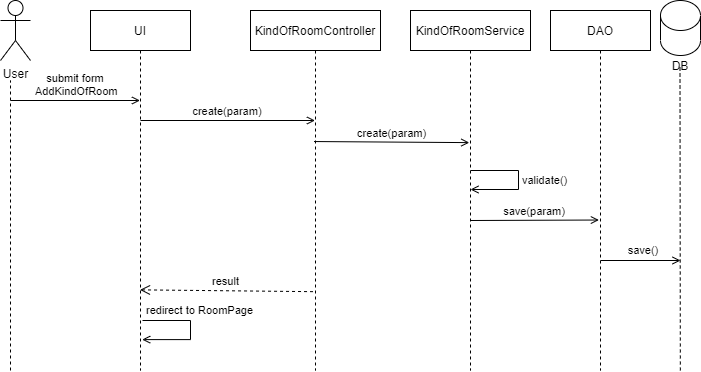 UI
KindOfRoomController
KindOfRoomService
DAO
User
DB
submit form
AddKindOfRoom
create(param)
create(param)
validate()
save(param)
save()
result
redirect to RoomPage